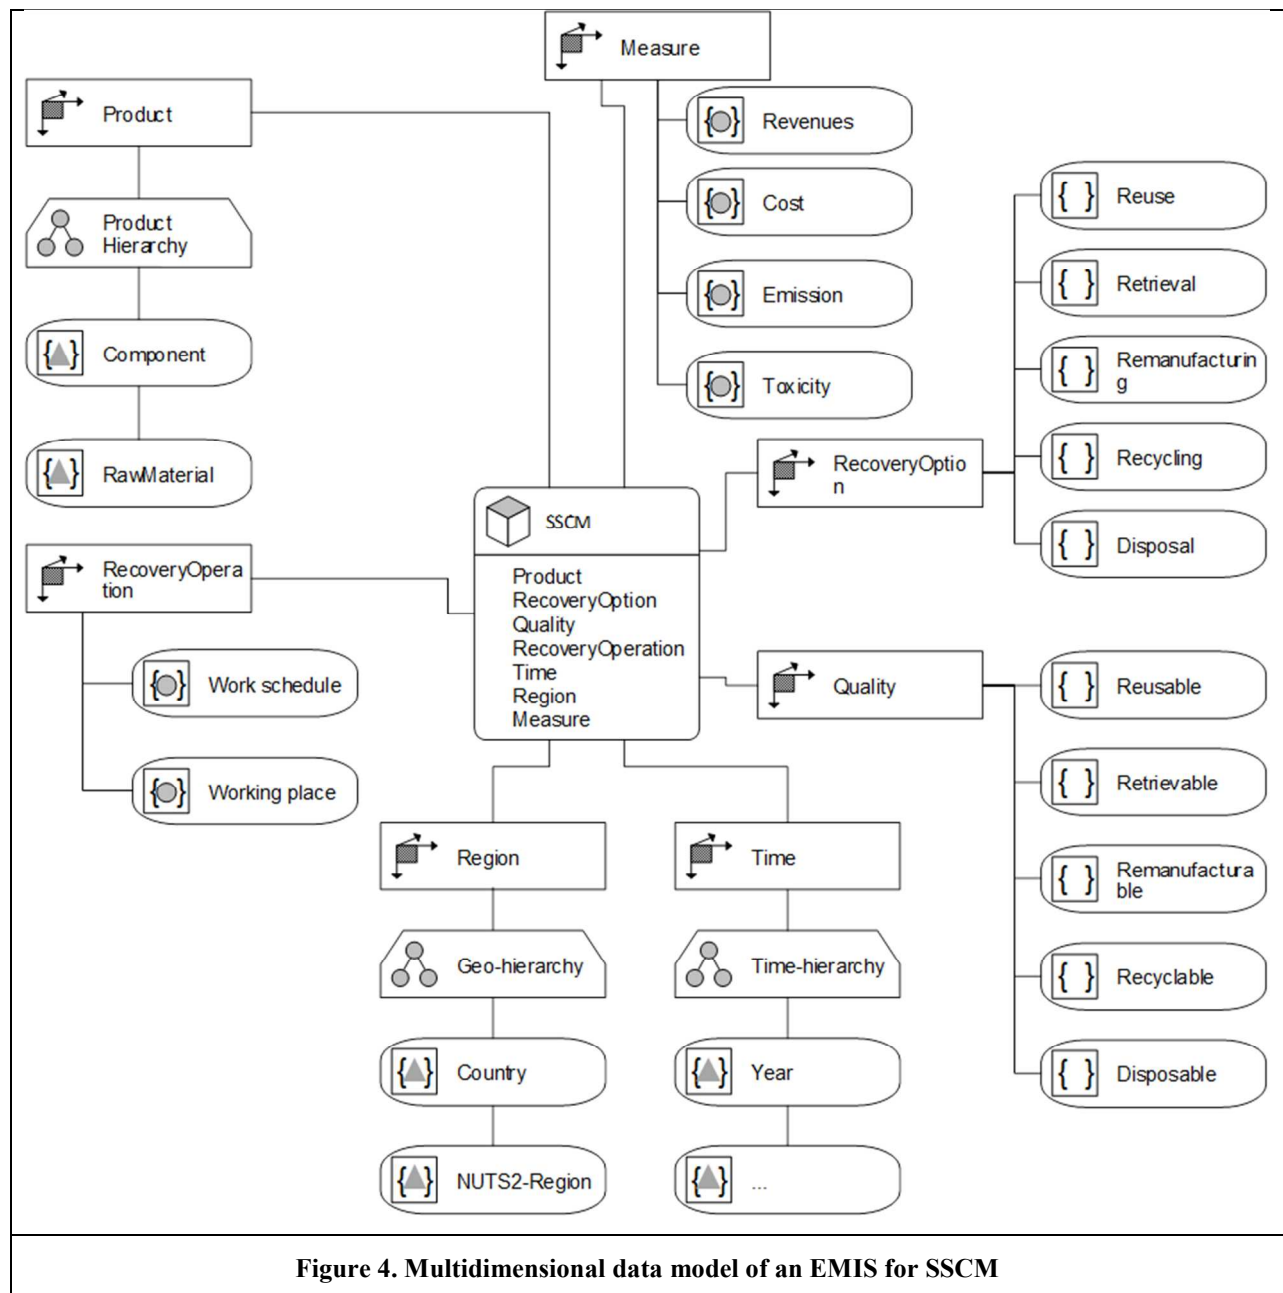 Measure
Revenues
Cost
Emission
Toxicity
Product
Product
Hierarchy
Component
RawMaterial
RecoveryOpera
tion
Work schedule
Working place
SSCM
Product
RecoveryOption
Quality
RecoveryOperation
Time
Region
Measure
RecoveryOptio
n
Reuse
Retrieval
Remanufacturin
g
Recycling
Disposal
Quality
Reusable
Retrievable
Remanufactura
ble
Recyclable
Disposable
Region
Geo-hierarchy
Country
NUTS2-Region
Time
Time-hierarchy
Year
...
Figure 4. Multidimensional data model of an EMIS for SSCM